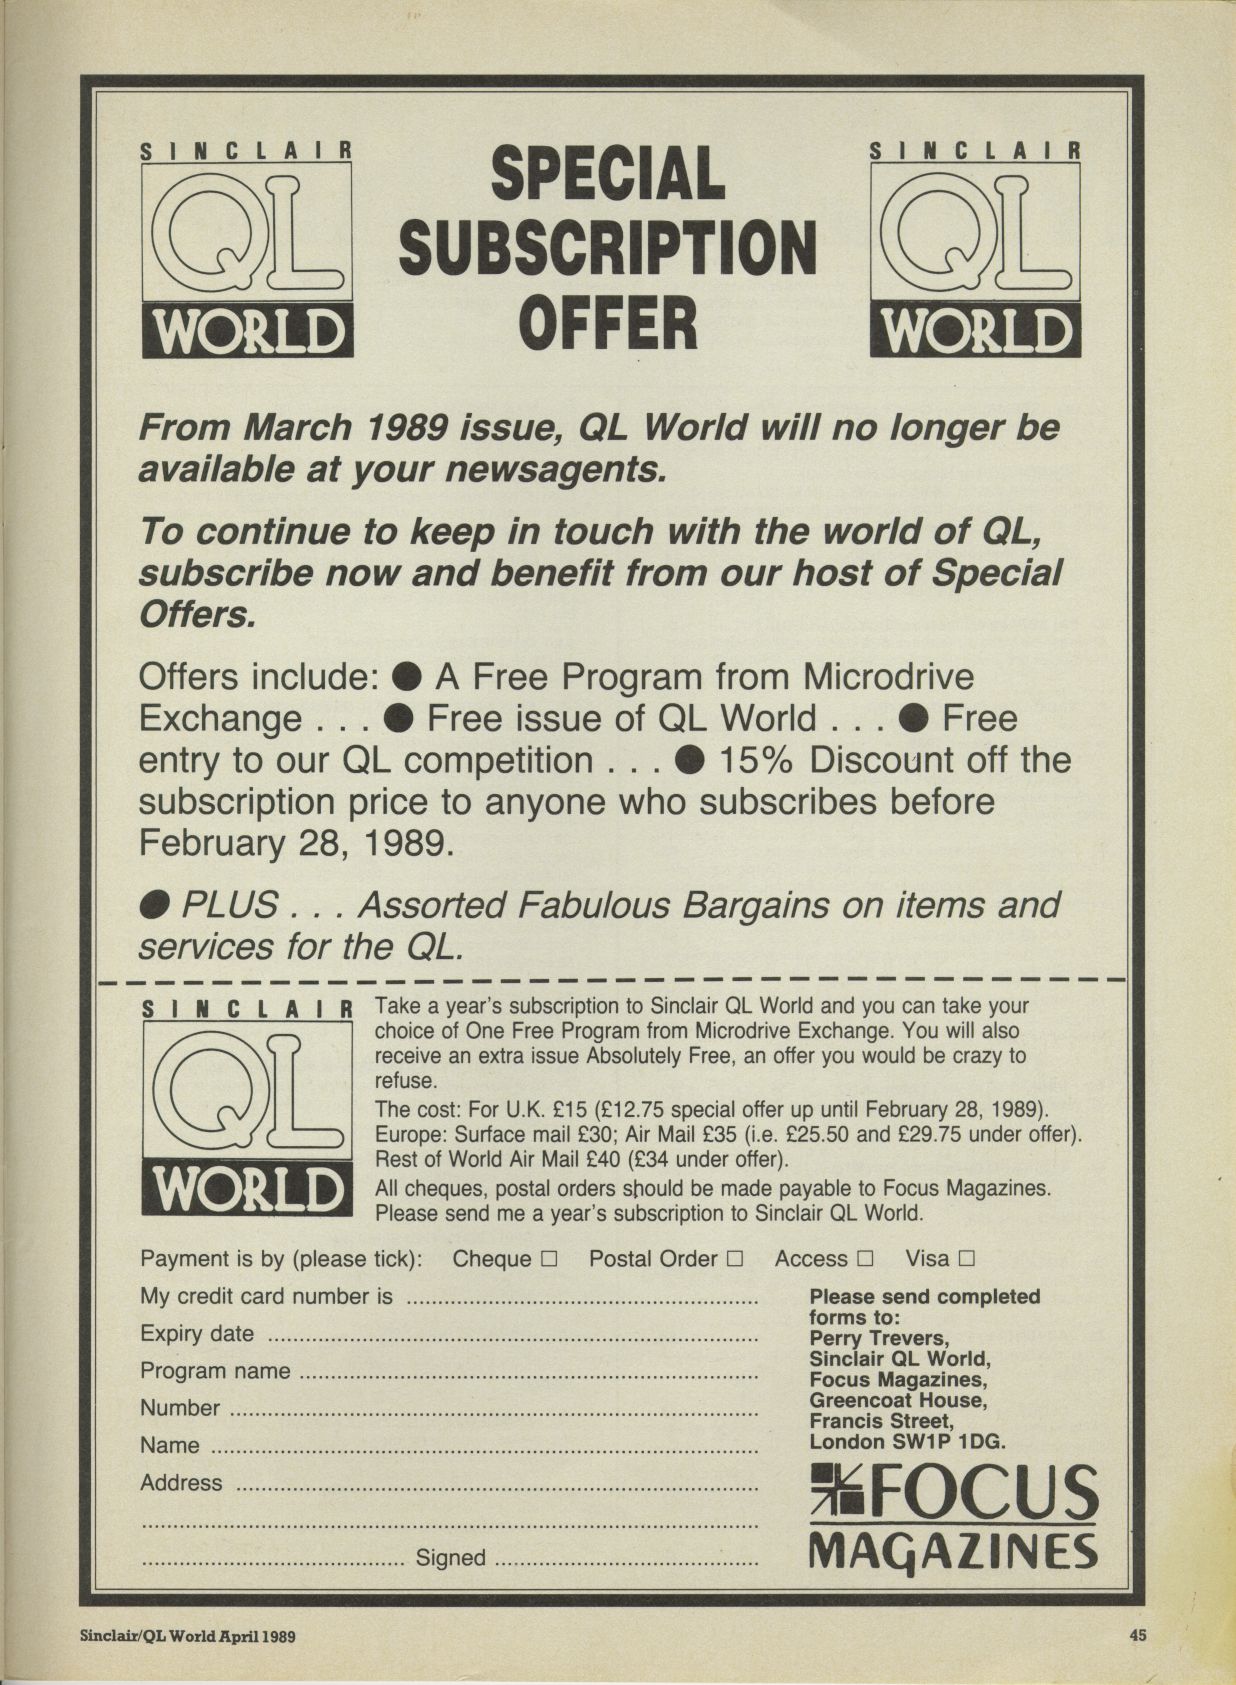 SINCLAIR
QL
WORLD
SPECIAL
SUBSCRIPTION
OFFER
SINCLAIR
QL
WORLD
From March 1989 issue, QL World will no longer be
available at your newsagents.
To continue to keep in touch with the world of QL,
subscribe now and benefit from our host of Special
Offers.
Offers include: ● A Free Program from Microdrive
Exchange . . . ● Free issue of QL World . . . ● Free
entry to our QL competition . . . ● 15% Discount off the
subscription price to anyone who subscribes before
February 28, 1989.
● PLUS . . . Assorted Fabulous Bargains on items and
services for the QL.
SINCLAIR
QL
WORLD
Take a year's subscription to Sinclair QL World and you can take your
choice of One Free Program from Microdrive Exchange. You will also
receive an extra issue Absolutely Free, an offer you would be crazy to
refuse.
The cost: For U.K. £15 (£12.75 special offer up until February 28, 1989).
Europe: Surface mail £30; Air Mail £35 (i.e. £25.50 and £29.75 under offer).
Rest of World Air Mail £40 (£34 under offer).
All cheques, postal orders should be made payable to Focus Magazines.
Please send me a year's subscription to Sinclair QL World.
Payment is by (please tick): Cheque □ Postal Order □ Access □ Visa □
My credit card number is
Expiry date
Program name
Number
Name
Address
Signed
Please send completed
forms to:
Perry Trevers,
Sinclair QL World,
Focus Magazines,
Greencoat House,
Francis Street,
London SW1P 1DG.
FOCUS
MAGAZINES
Sinclair/QL World April 1989
45